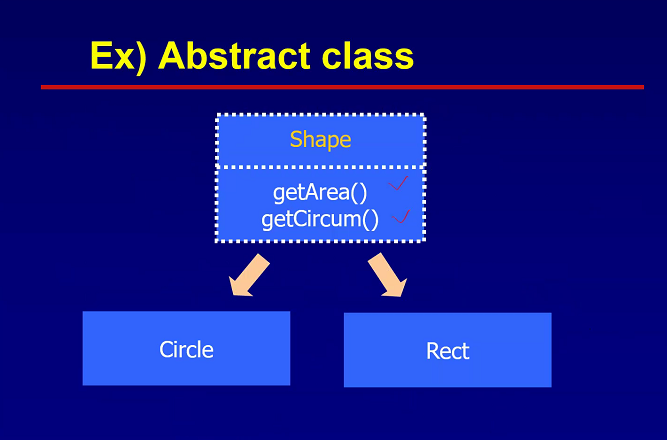 Ex) Abstract class
Shape
getArea()
getCircum()
Circle
Rect